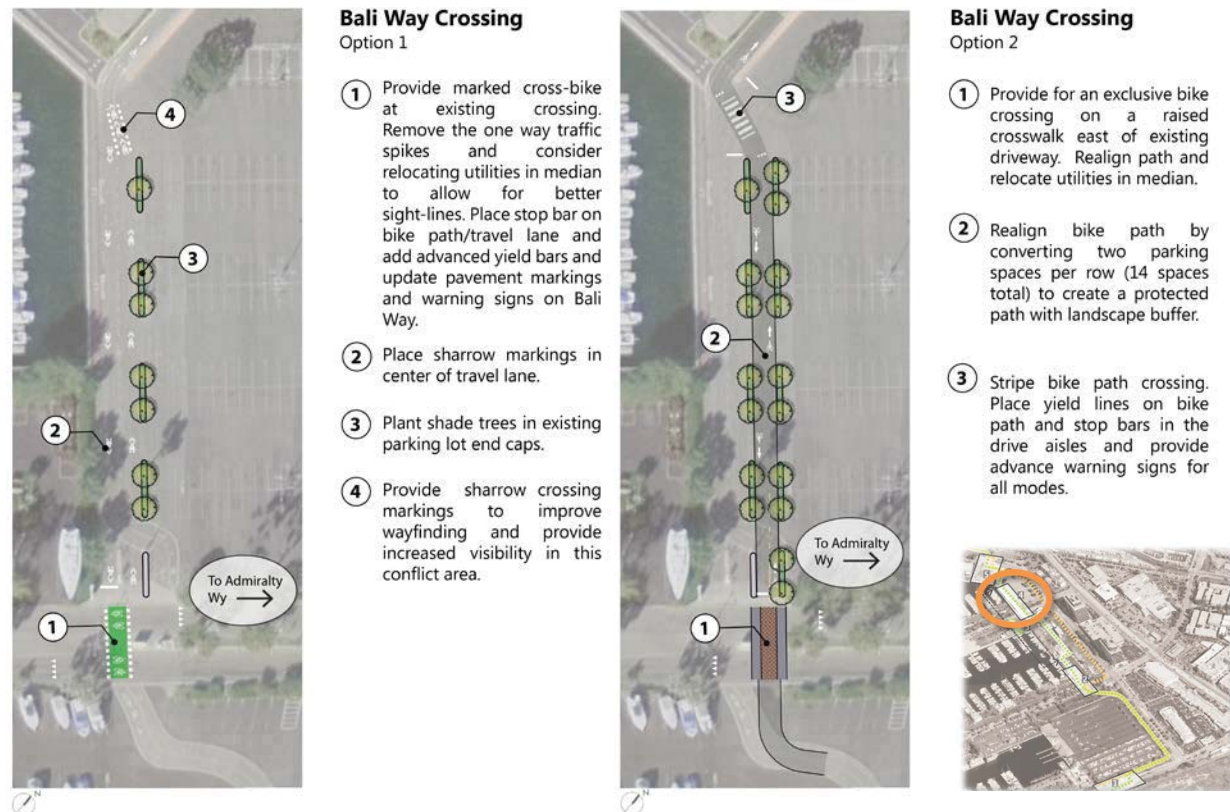 Bali Way Crossing
Option 1
1 Provide marked cross-bike
at existing crossing.
Remove the one way traffic
spikes and consider
relocating utilities in median
to allow for better
sight-lines. Place stop bar on
bike path/travel lane and
add advanced yield bars and
update pavement markings
and warning signs on Bali
Way.
2 Place sharrow markings in
center of travel lane.
3 Plant shade trees in existing
parking lot end caps.
4 Provide sharrow crossing
markings to improve
wayfinding and provide
increased visibility in this
conflict area.
4
3
2
To Admiralty
Wy
1
N
Bali Way Crossing
Option 2
1 Provide for an exclusive bike
crossing on a raised
crosswalk east of existing
driveway. Realign path and
relocate utilities in median.
2 Realign bike path by
converting two parking
spaces per row (14 spaces
total) to create a protected
path with landscape buffer.
3 Stripe bike path crossing.
Place yield lines on bike
path and stop bars in the
drive aisles and provide
advance warning signs for
all modes.
3
2
To Admiralty
Wy
1
N